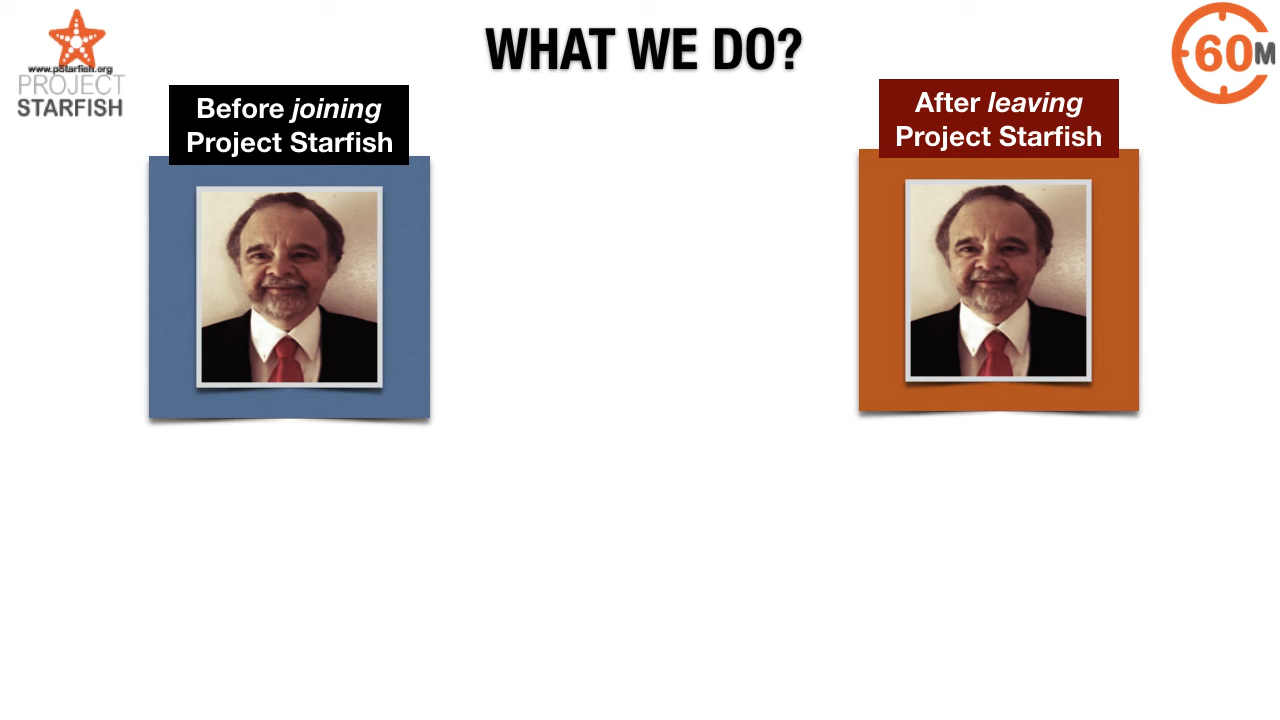 WHAT WE DO?
www.pStarfish.org
PROJECT
STARFISH
60M
Before joining
Project Starfish
After leaving
Project Starfish